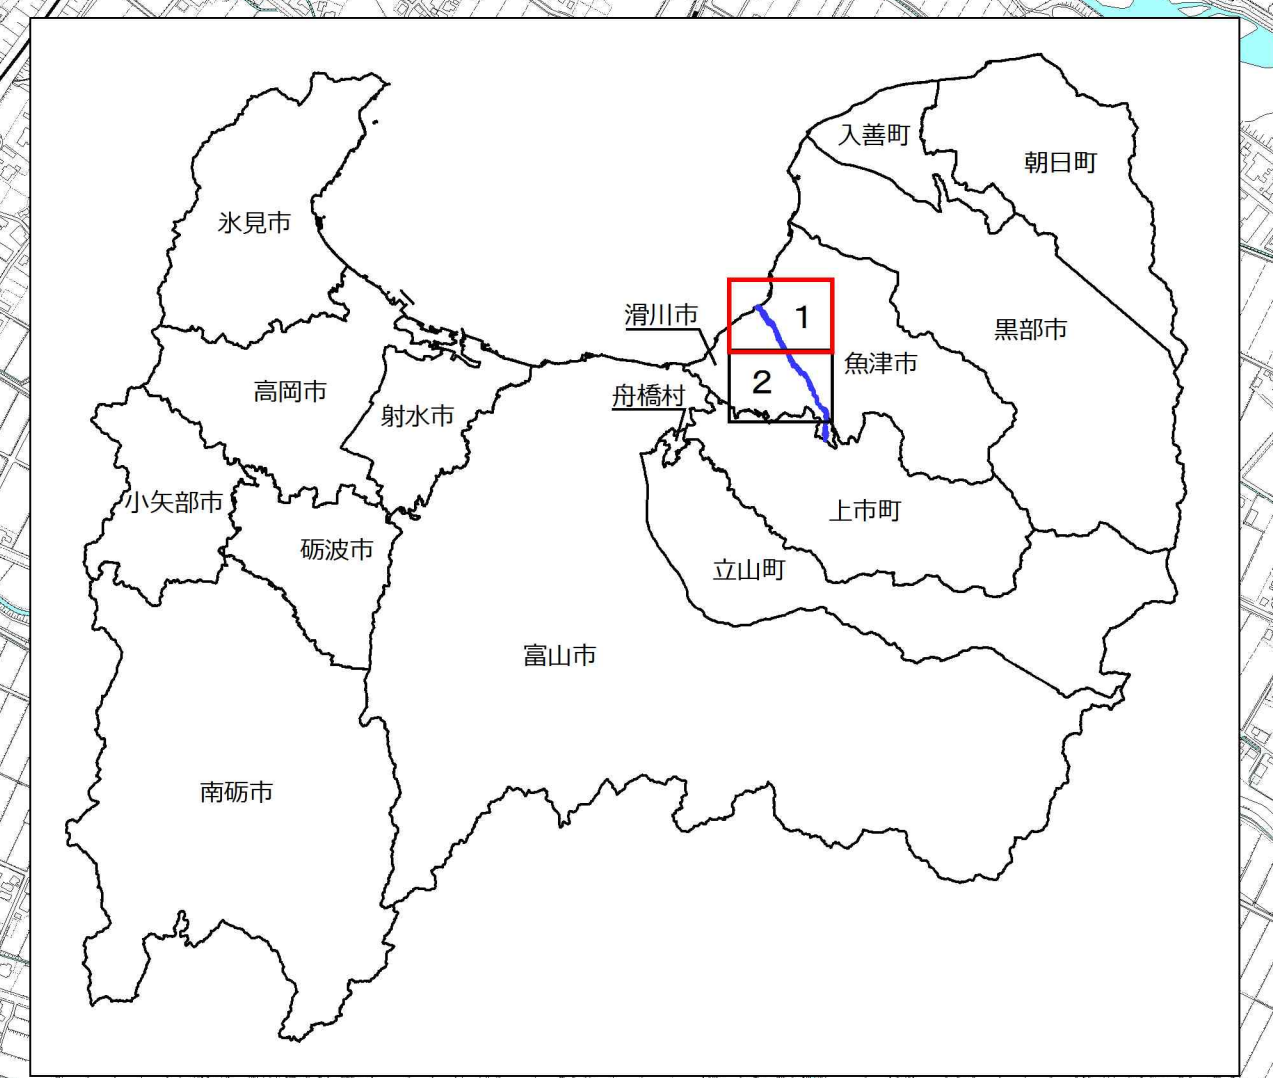 入善町
朝日町
氷見市
滑川市
1
黒部市
魚津市
2
舟橋村
高岡市
射水市
小矢部市
上市町
砺波市
立山町
富山市
南砺市